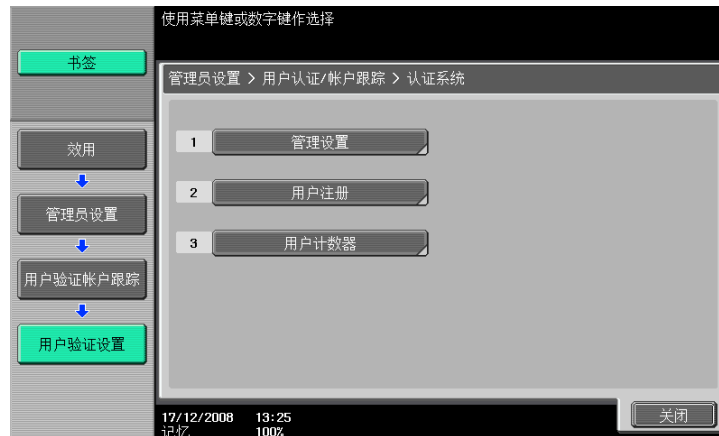 使用菜单键或数字键作选择
书签
管理员设置 > 用户认证/帐户跟踪 > 认证系统
效用
管理员设置
用户验证帐户跟踪
用户验证设置
1 管理设置
2 用户注册
3 用户计数器
17/12/2008 13:25
记忆 100%
关闭